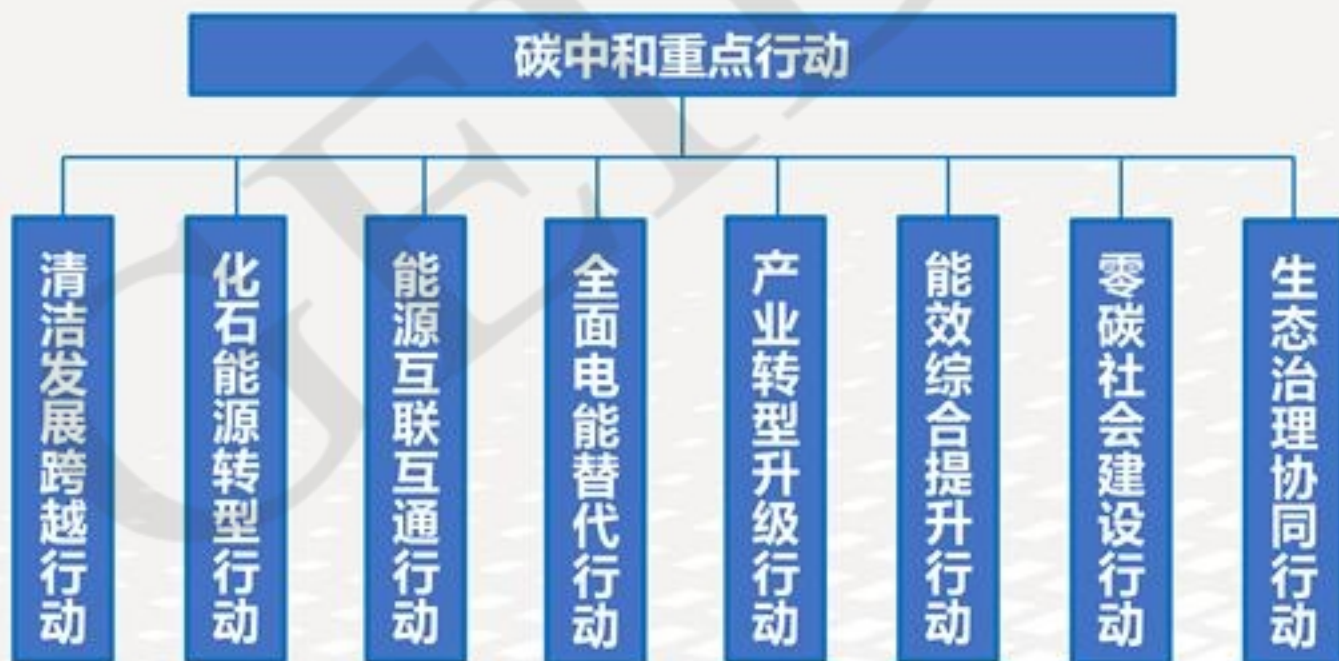 碳中和重点行动
清洁发展跨越行动
化石能源转型行动
能源互联互通行动
全面电能替代行动
产业转型升级行动
能效综合提升行动
零碳社会建设行动
生态治理协同行动